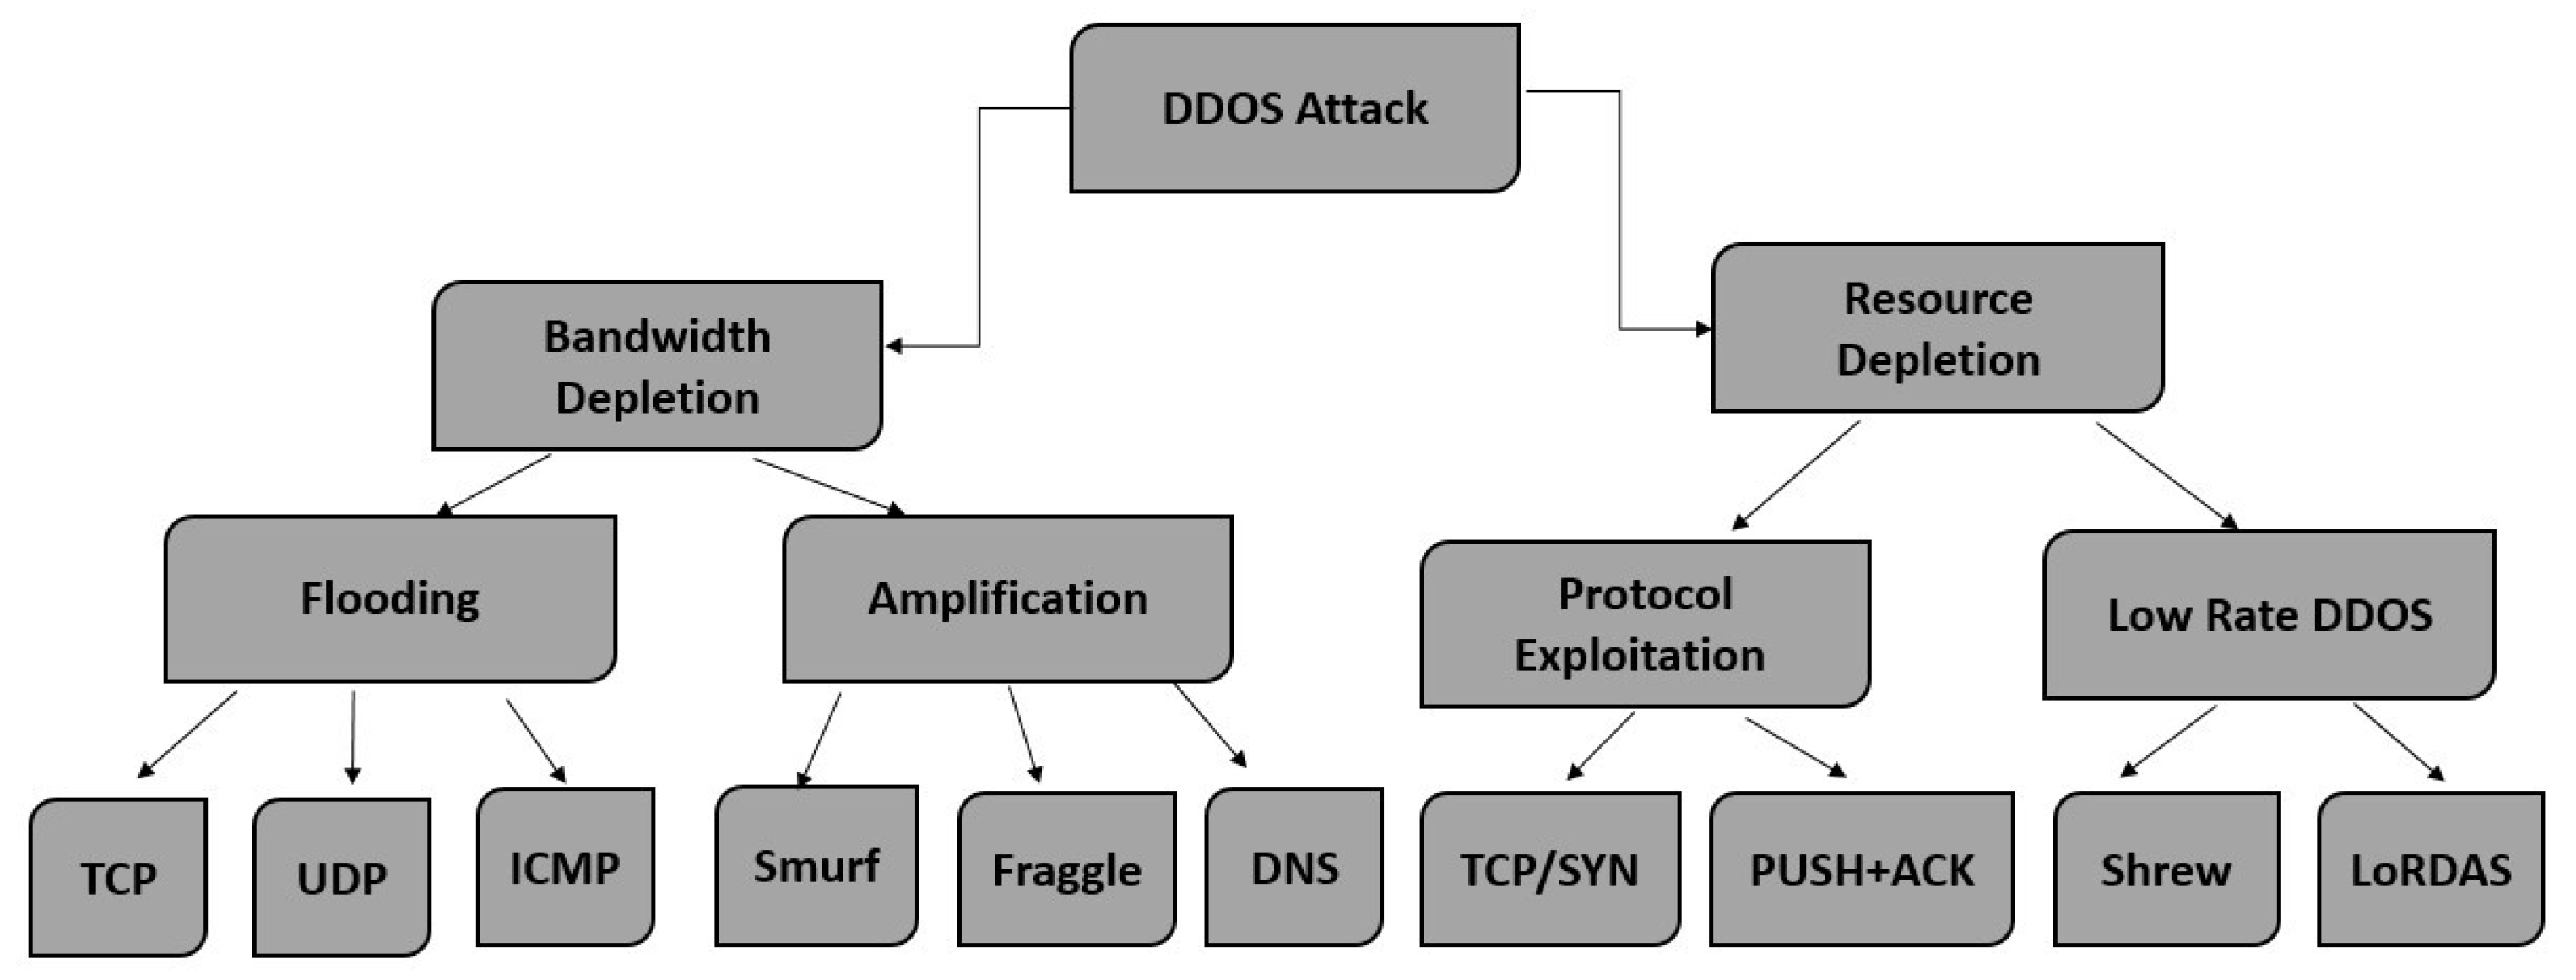 DDOS Attack
Bandwidth
Depletion
Resource
Depletion
Flooding
Amplification
Protocol
Exploitation
Low Rate DDOS
TCP
UDP
ICMP
Smurf
Fraggle
DNS
TCP/SYN
PUSH+ACK
Shrew
LoRDAS